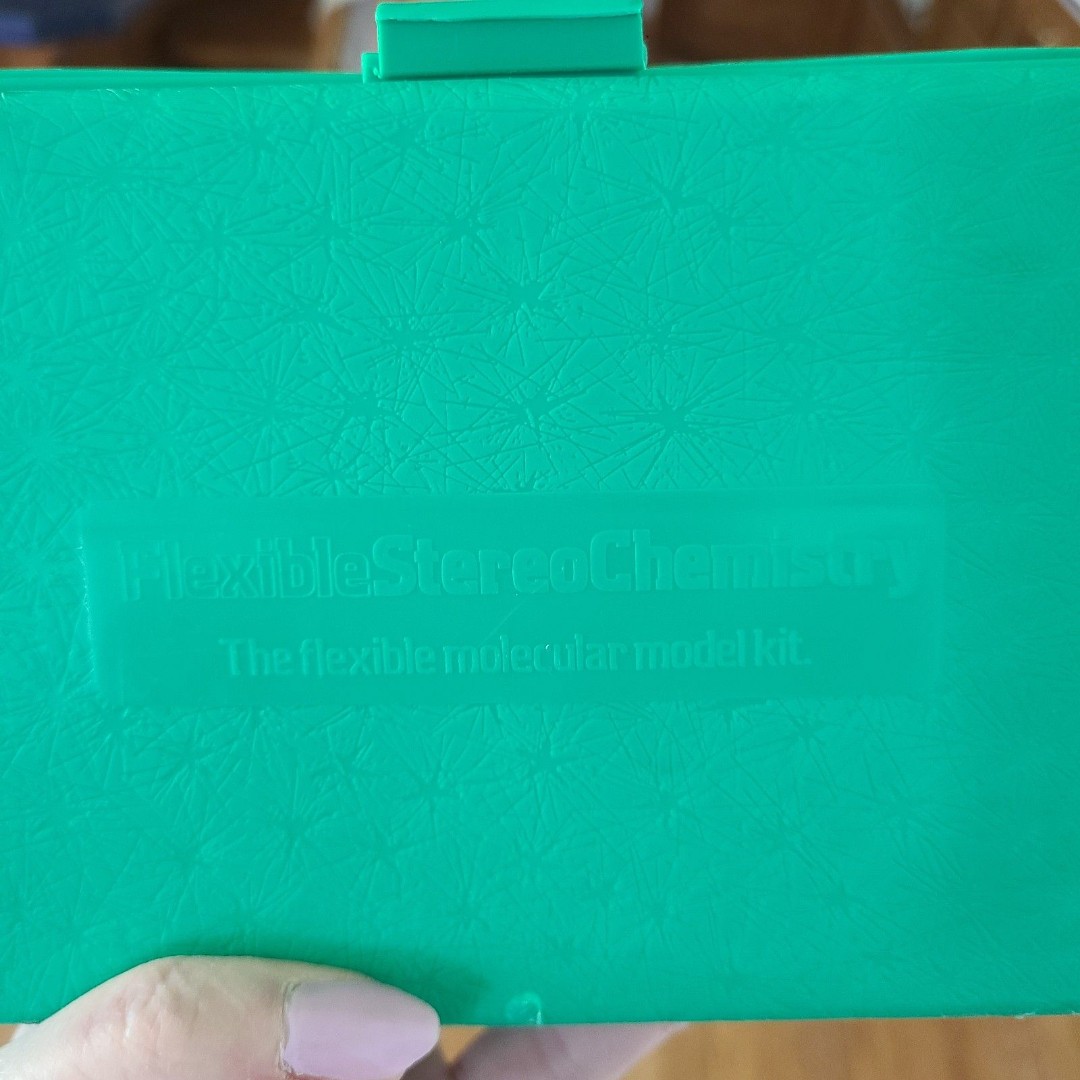 FlexibleStereoChemistry
The flexible molecular model kit.